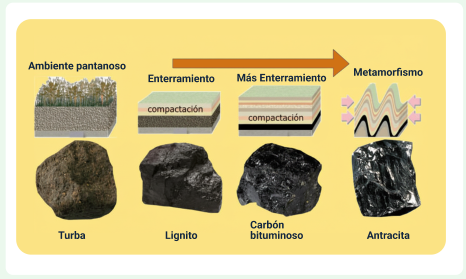 Ambiente pantanoso
Enterramiento
Más Enterramiento
Metamorfismo
compactación
compactación
Turba
Lignito
Carbón
bituminoso
Antracita